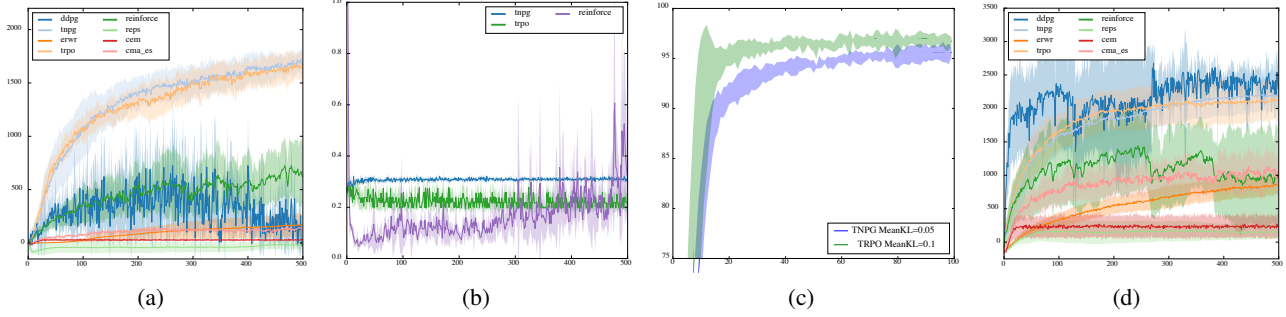 ddpg
tnpg
erwr
trpo
reinforce
reps
cem
cma_es
2000
1500
1000
500
0
0 100 200 300 400 500
(a)
tnpg
trpo
reinforce
1.0
0.8
0.6
0.4
0.2
0.0
0 100 200 300 400 500
(b)
100
95
90
85
80
75
TNPG MeanKL=0.05
TRPO MeanKL=0.1
0 20 40 60 80 100
(c)
ddpg
tnpg
erwr
trpo
reinforce
reps
cem
cma_es
3500
3000
2500
2000
1500
1000
500
0
0 100 200 300 400 500
(d)